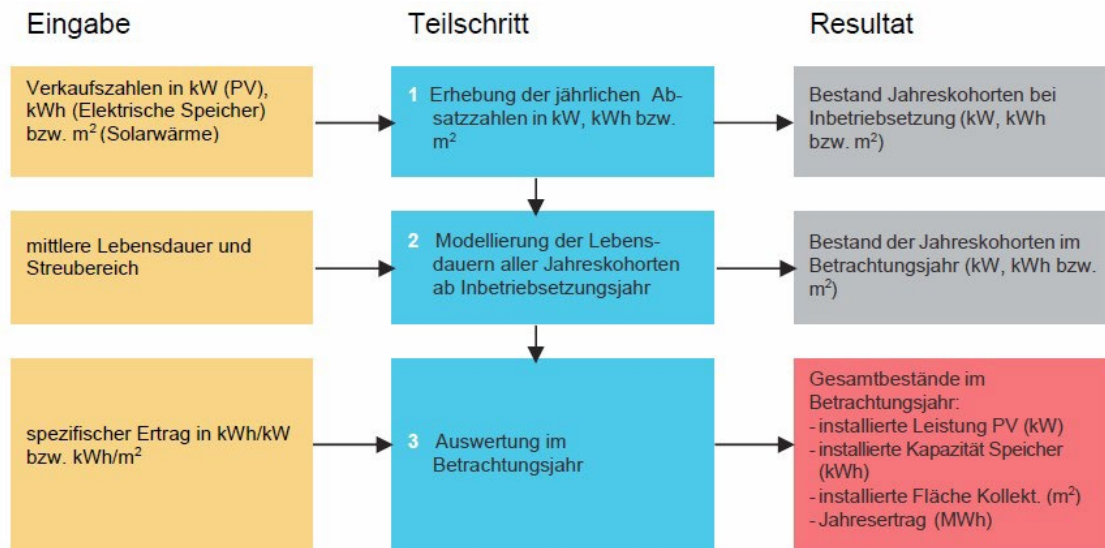 Eingabe
Teilschritt
Resultat
Verkaufszahlen in kW (PV),
kWh (Elektrische Speicher)
bzw. m² (Solarwärme)
1 Erhebung der jährlichen Ab-
satzzahlen in kW, kWh bzw.
m²
Bestand Jahreskohorten bei
Inbetriebsetzung (kW, kWh
bzw. m²)
mittlere Lebensdauer und
Streubereich
2 Modellierung der Lebens-
dauern aller Jahreskohorten
ab Inbetriebsetzungsjahr
Bestand der Jahreskohorten im
Betrachtungsjahr (kW, kWh bzw.
m²)
spezifischer Ertrag in kWh/kW
bzw. kWh/m²
3 Auswertung im
Betrachtungsjahr
Gesamtbestände im
Betrachtungsjahr:
- installierte Leistung PV (kW)
- installierte Kapazität Speicher
(kWh)
- installierte Fläche Kollekt. (m²)
- Jahresertrag (MWh)